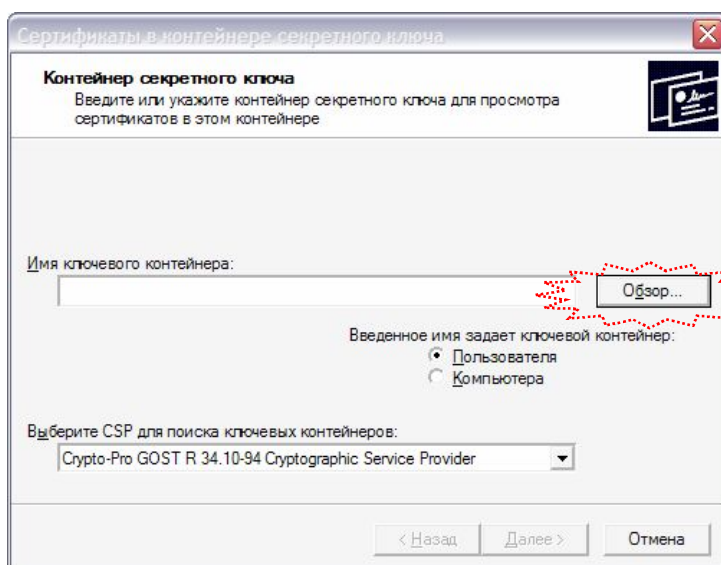 Сертификаты в контейнере секретного ключа
Контейнер секретного ключа
Введите или укажите контейнер секретного ключа для просмотра
сертификатов в этом контейнере
Имя ключевого контейнера:
Обзор...
Введенное имя задает ключевой контейнер:
Пользователя
Компьютера
Выберите CSP для поиска ключевых контейнеров:
Crypto-Pro GOST R 34.10-94 Cryptographic Service Provider
< Назад Далее > Отмена